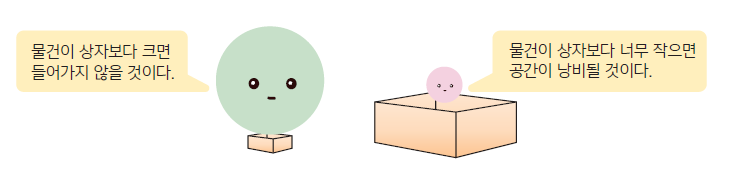 물건이 상자보다 크면
들어가지 않을 것이다.
물건이 상자보다 너무 작으면
공간이 낭비될 것이다.